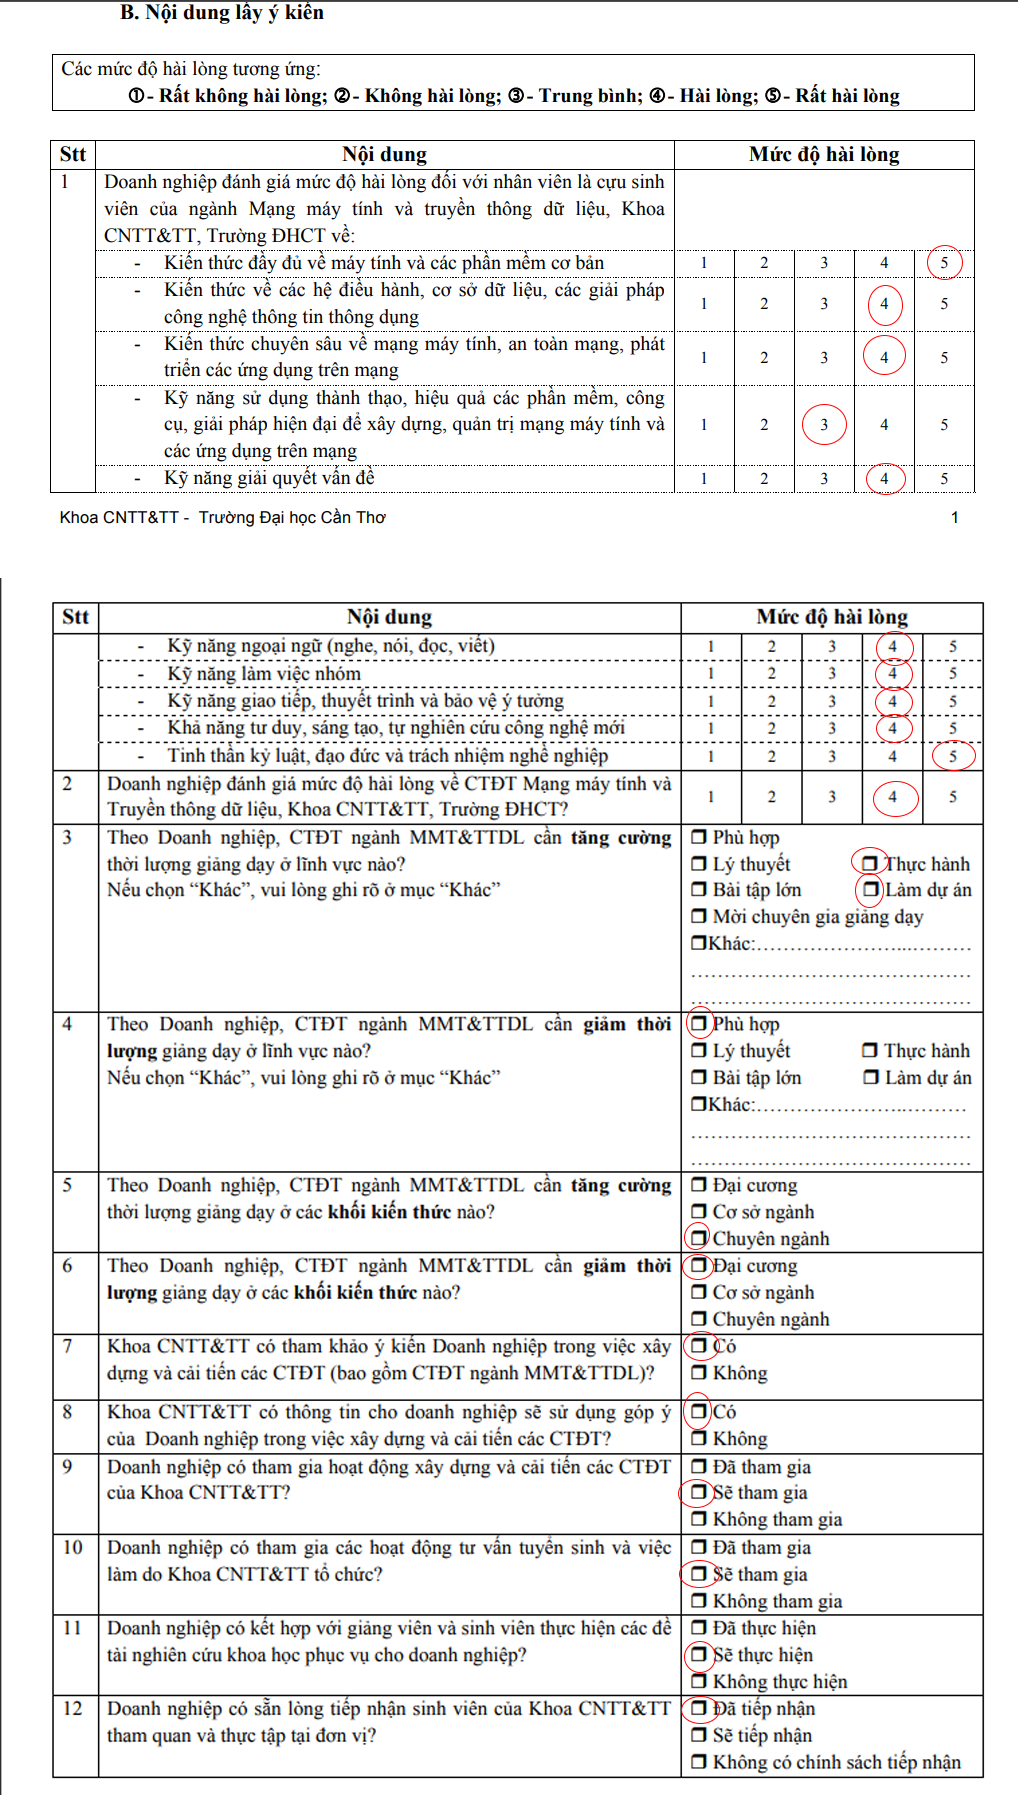 B. Nội dung lấy ý kiến
Các mức độ hài lòng tương ứng:
①- Rất không hài lòng; ②- Không hài lòng; ③- Trung bình; ④- Hài lòng; ⑤- Rất hài lòng
Stt Nội dung Mức độ hài lòng
1 Doanh nghiệp đánh giá mức độ hài lòng đối với nhân viên là cựu sinh
viên của ngành Mạng máy tính và truyền thông dữ liệu, Khoa
CNTT&TT, Trường ĐHCT về:
- Kiến thức đầy đủ về máy tính và các phần mềm cơ bản 1 2 3 4 5
- Kiến thức về các hệ điều hành, cơ sở dữ liệu, các giải pháp
công nghệ thông tin thông dụng 1 2 3 4 5
- Kiến thức chuyên sâu về mạng máy tính, an toàn mạng, phát
triển các ứng dụng trên mạng 1 2 3 4 5
- Kỹ năng sử dụng thành thạo, hiệu quả các phần mềm, công
cụ, giải pháp hiện đại để xây dựng, quản trị mạng máy tính và 1 2 3 4 5
các ứng dụng trên mạng
- Kỹ năng giải quyết vấn đề 1 2 3 4 5
Khoa CNTT&TT - Trường Đại học Cần Thơ 1
Stt Nội dung Mức độ hài lòng
- Kỹ năng ngoại ngữ (nghe, nói, đọc, viết) 1 2 3 4 5
- Kỹ năng làm việc nhóm 1 2 3 4 5
- Kỹ năng giao tiếp, thuyết trình và bảo vệ ý tưởng 1 2 3 4 5
- Khả năng tư duy, sáng tạo, tự nghiên cứu công nghệ mới 1 2 3 4 5
- Tinh thần kỷ luật, đạo đức và trách nhiệm nghề nghiệp 1 2 3 4 5
2 Doanh nghiệp đánh giá mức độ hài lòng về CTĐT Mạng máy tính và
Truyền thông dữ liệu, Khoa CNTT&TT, Trường ĐHCT? 1 2 3 4 5
3 Theo Doanh nghiệp, CTĐT ngành MMT&TTDL cần tăng cường ❒ Phù hợp
thời lượng giảng dạy ở lĩnh vực nào? ❒ Lý thuyết ❒ Thực hành
Nếu chọn “Khác”, vui lòng ghi rõ ở mục “Khác” ❒ Bài tập lớn ❒ Làm dự án
❒ Mời chuyên gia giảng dạy
❒Khác:………………………………
………………………………………
………………………………………
4 Theo Doanh nghiệp, CTĐT ngành MMT&TTDL cần giảm thời ❒ Phù hợp
lượng giảng dạy ở lĩnh vực nào? ❒ Lý thuyết ❒ Thực hành
Nếu chọn “Khác”, vui lòng ghi rõ ở mục “Khác” ❒ Bài tập lớn ❒ Làm dự án
❒Khác:………………………………
………………………………………
………………………………………
5 Theo Doanh nghiệp, CTĐT ngành MMT&TTDL cần tăng cường ❒ Đại cương
thời lượng giảng dạy ở các khối kiến thức nào? ❒ Cơ sở ngành
❒ Chuyên ngành
6 Theo Doanh nghiệp, CTĐT ngành MMT&TTDL cần giảm thời ❒ Đại cương
lượng giảng dạy ở các khối kiến thức nào? ❒ Cơ sở ngành
❒ Chuyên ngành
7 Khoa CNTT&TT có tham khảo ý kiến Doanh nghiệp trong việc xây ❒ Có
dựng và cải tiến các CTĐT (bao gồm CTĐT ngành MMT&TTDL)? ❒ Không
8 Khoa CNTT&TT có thông tin cho doanh nghiệp sẽ sử dụng góp ý ❒ Có
của Doanh nghiệp trong việc xây dựng và cải tiến các CTĐT? ❒ Không
9 Doanh nghiệp có tham gia hoạt động xây dựng và cải tiến các CTĐT ❒ Đã tham gia
của Khoa CNTT&TT? ❒ Sẽ tham gia
❒ Không tham gia
10 Doanh nghiệp có tham gia các hoạt động tư vấn tuyển sinh và việc ❒ Đã tham gia
làm do Khoa CNTT&TT tổ chức? ❒ Sẽ tham gia
❒ Không tham gia
11 Doanh nghiệp có kết hợp với giảng viên và sinh viên thực hiện các đề ❒ Đã thực hiện
tài nghiên cứu khoa học phục vụ cho doanh nghiệp? ❒ Sẽ thực hiện
❒ Không thực hiện
12 Doanh nghiệp có sẵn lòng tiếp nhận sinh viên của Khoa CNTT&TT ❒ Đã tiếp nhận
tham quan và thực tập tại đơn vị? ❒ Sẽ tiếp nhận
❒ Không có chính sách tiếp nhận